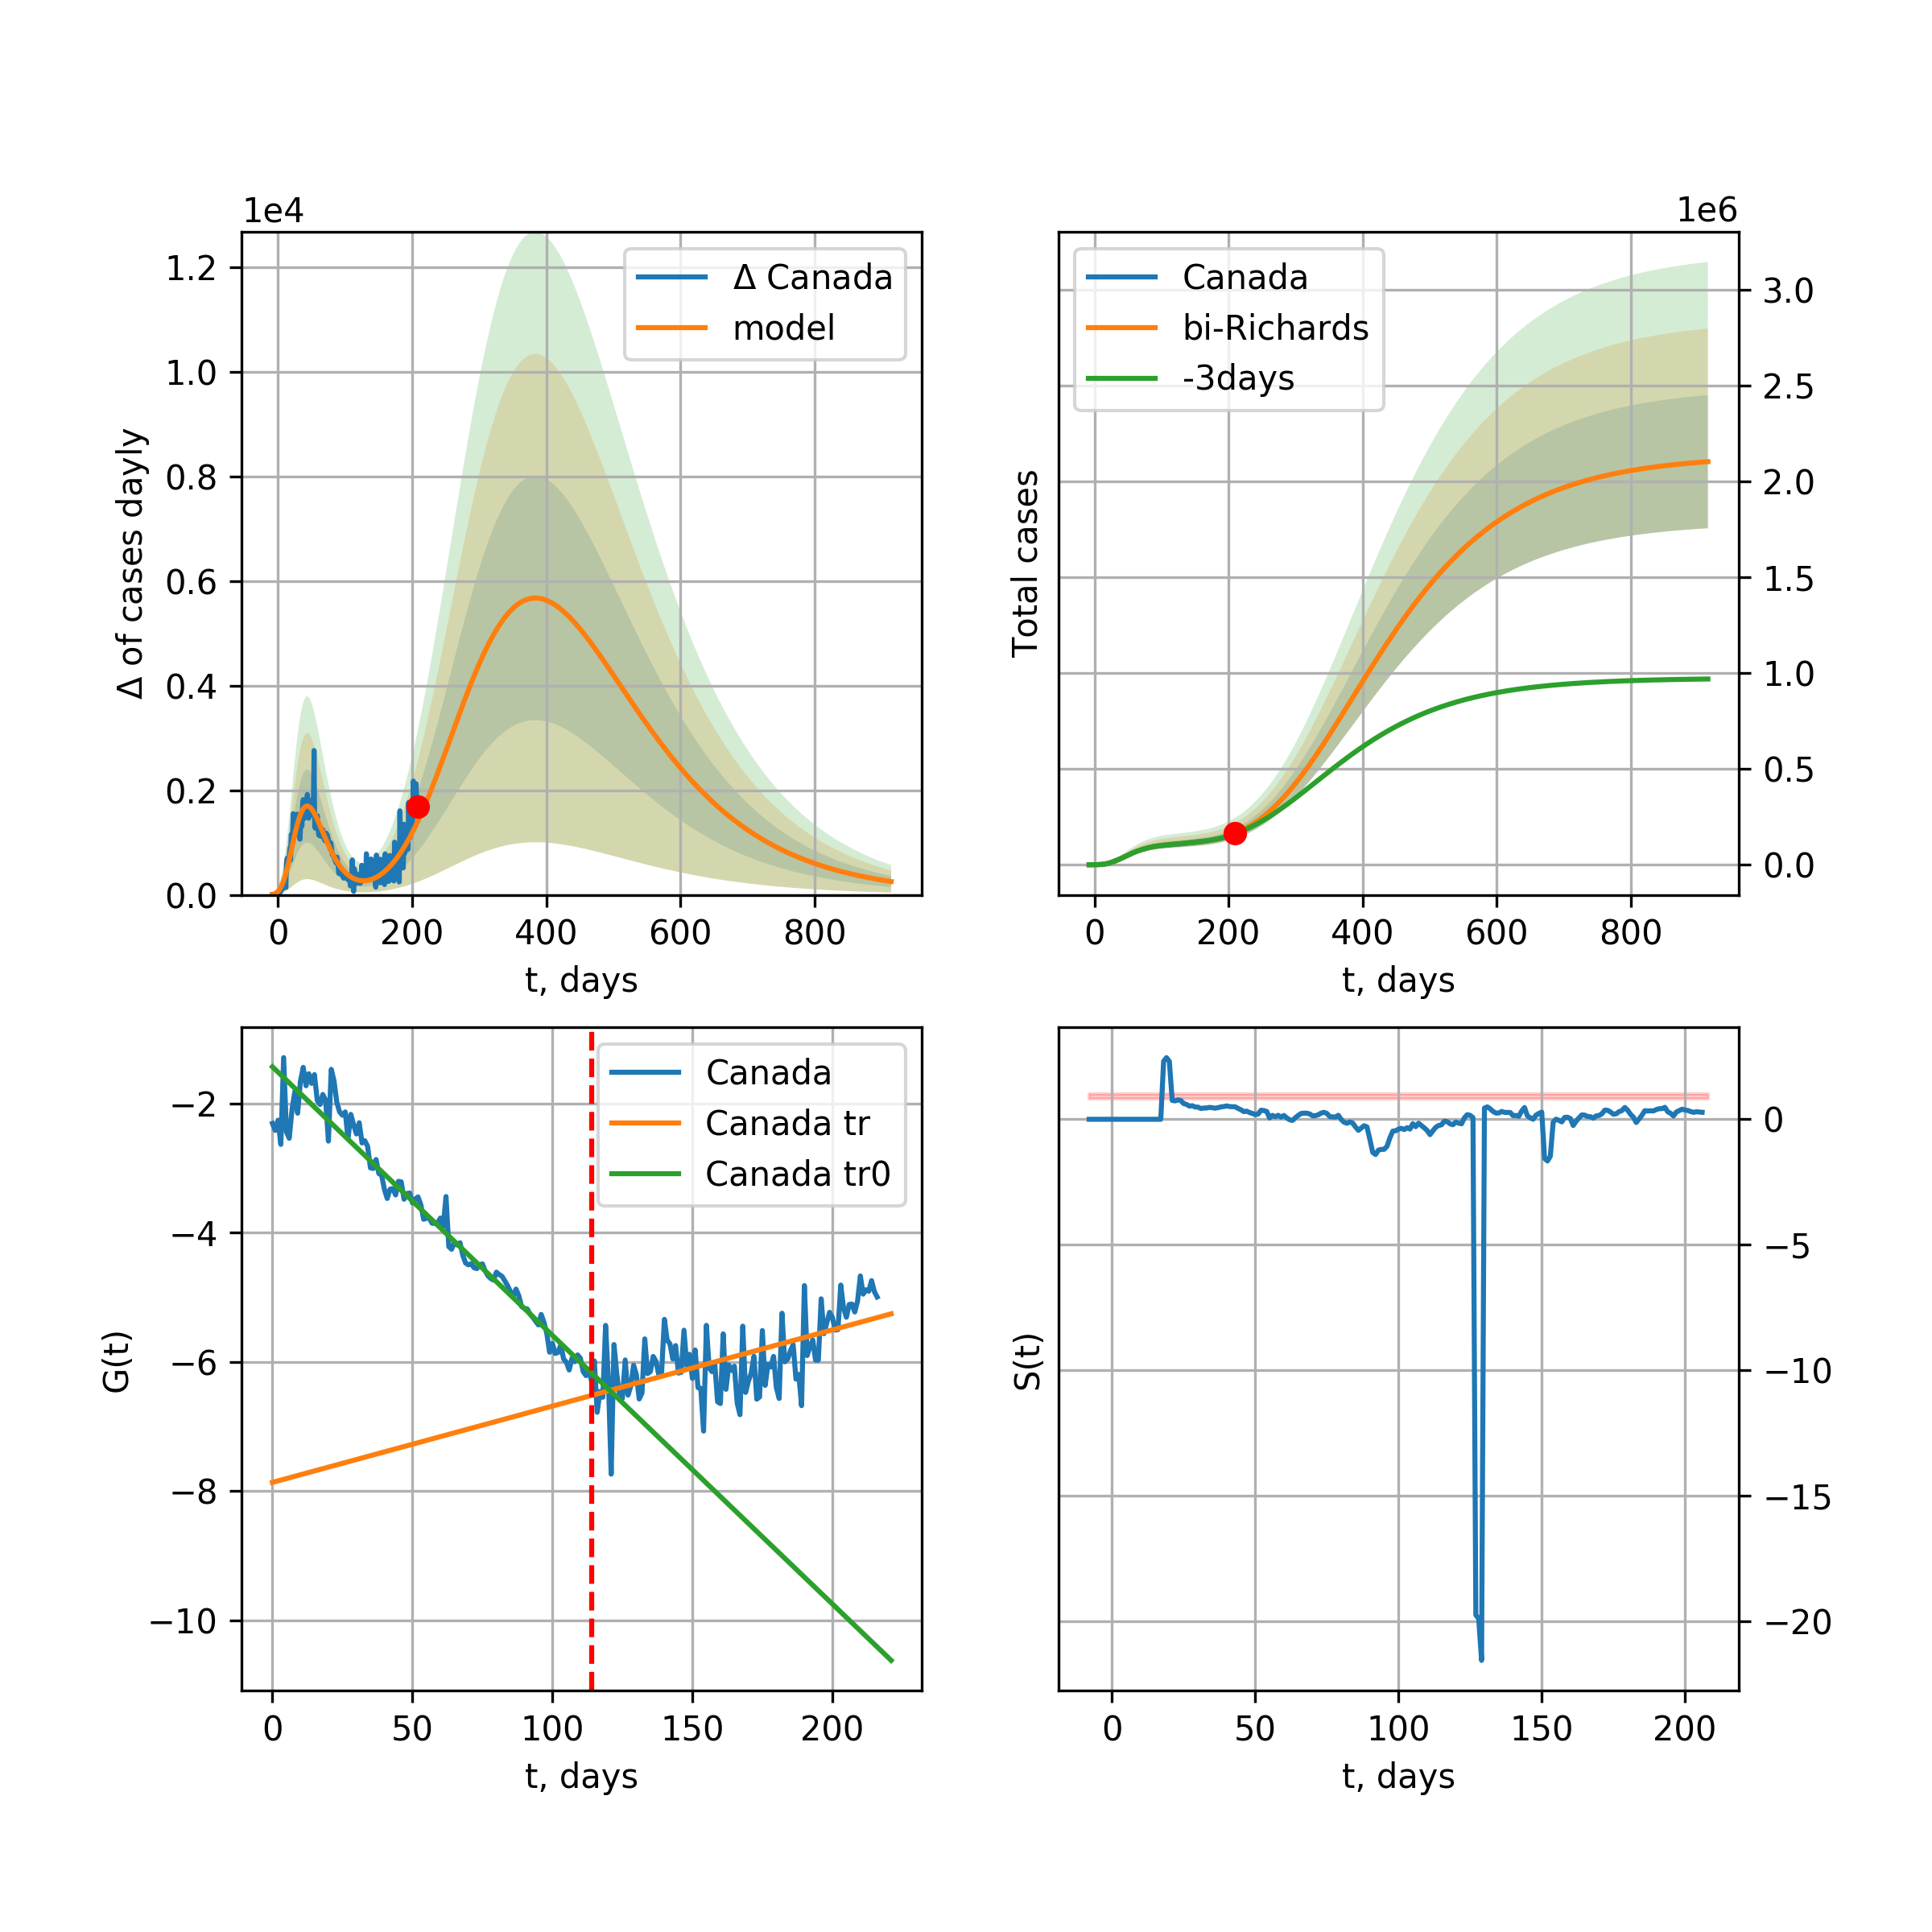 1e4
Δ of cases dayly
1.2
1.0
0.8
0.6
0.4
0.2
0.0
Δ Canada
model
0 200 400 600 800
t, days
1e6
Total cases
Canada
bi-Richards
-3days
3.0
2.5
2.0
1.5
1.0
0.5
0.0
0 200 400 600 800
t, days
G(t)
−2
−4
−6
−8
−10
Canada
Canada tr
Canada tr0
0 50 100 150 200
t, days
S(t)
0
−5
−10
−15
−20
0 50 100 150 200
t, days